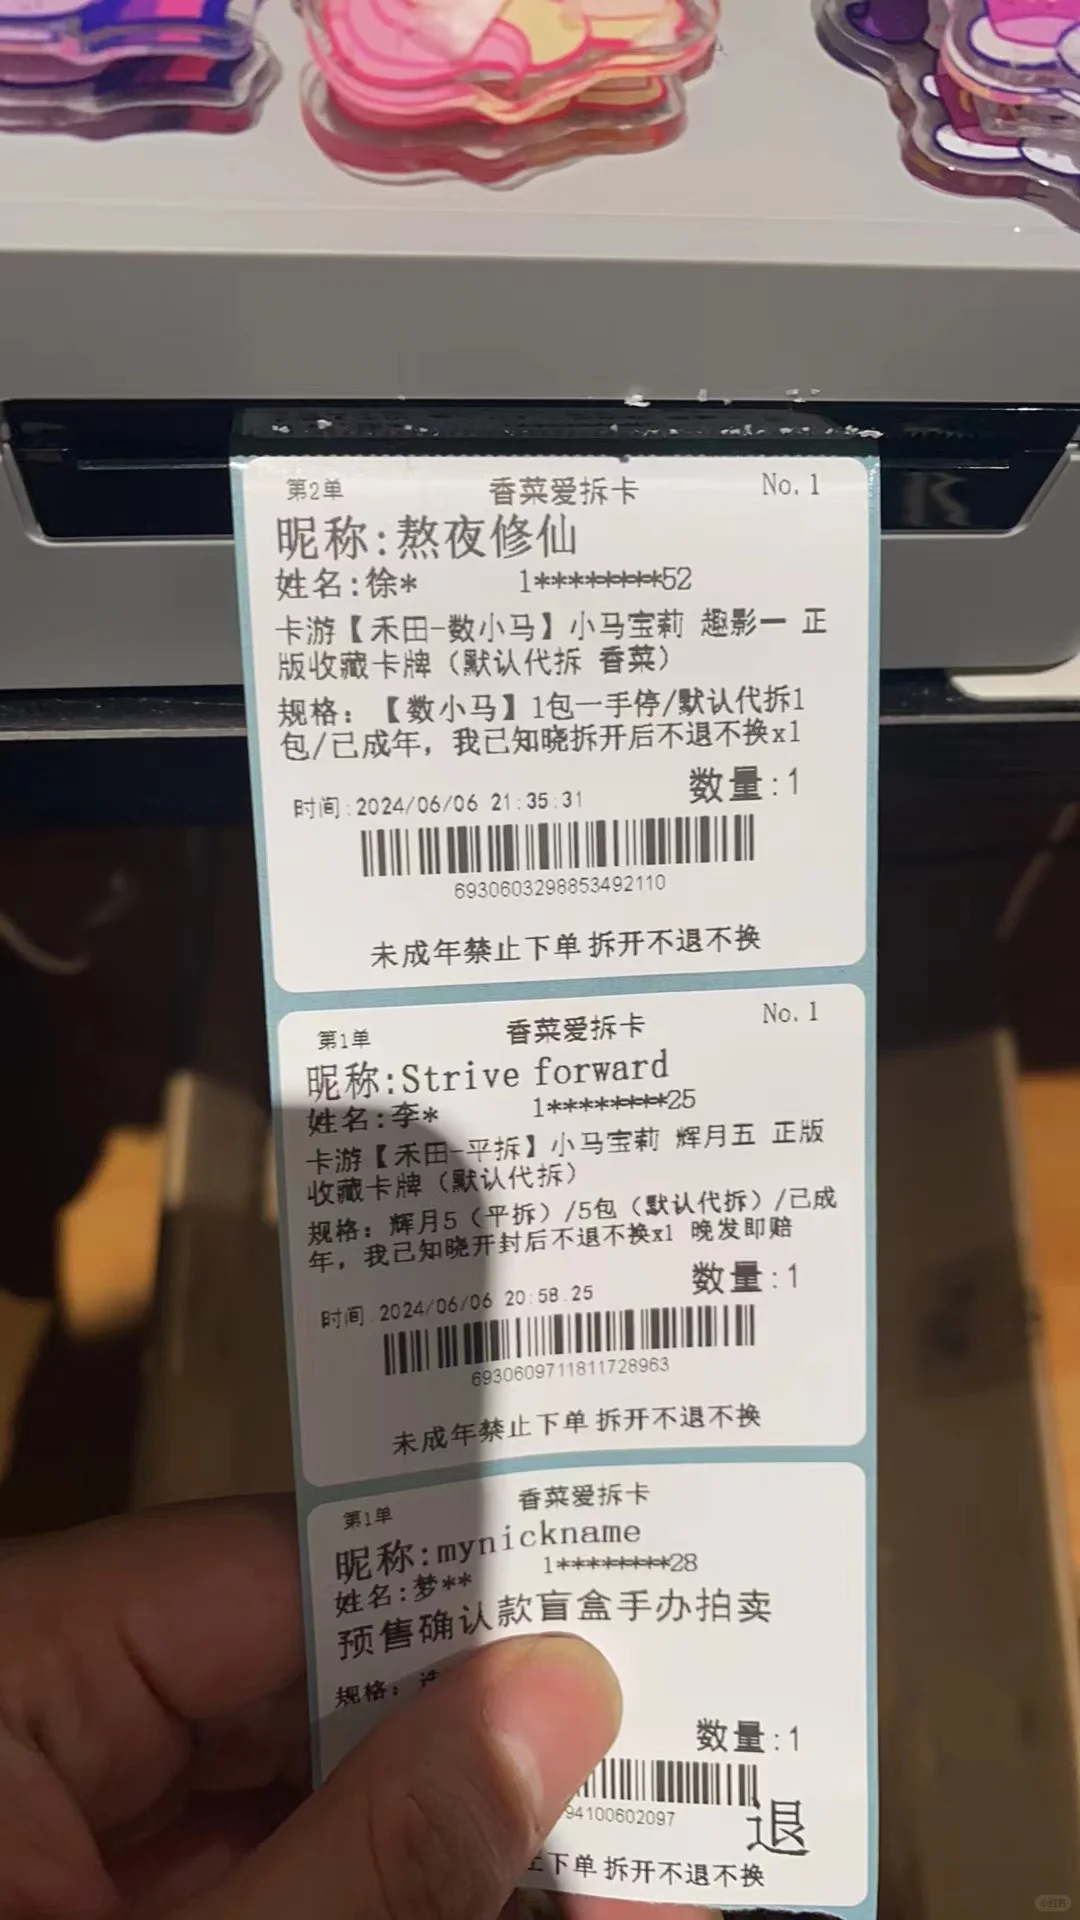 第2单 香菜爱拆卡 No.1
昵称:熬夜修仙
姓名:徐* 1********52
卡游【禾田-数小马】小马宝莉 趣影一 正
版收藏卡牌（默认代拆 香菜）
规格：【数小马】1包一手停/默认代拆1
包/已成年，我已知晓拆开后不退不换x1
数量:1
时间:2024/06/06 21:35:31
6930603298853492110
未成年禁止下单 拆开不退不换
第1单 香菜爱拆卡 No.1
昵称:Strive forward
姓名:李* 1********25
卡游【禾田-平拆】小马宝莉 辉月五 正版
收藏卡牌（默认代拆）
规格：辉月5（平拆）/5包（默认代拆）/已成
年，我已知晓开封后不退不换x1 晚发即赔
数量:1
时间 2024/06/06 20:58:25
6930609711811728963
未成年禁止下单 拆开不退不换
第1单 香菜爱拆卡
昵称:mynickname
姓名:梦** 1********28
预售确认款盲盒手办拍卖
规格：
数量:1
94100602097
退
下单 拆开不退不换
小红书